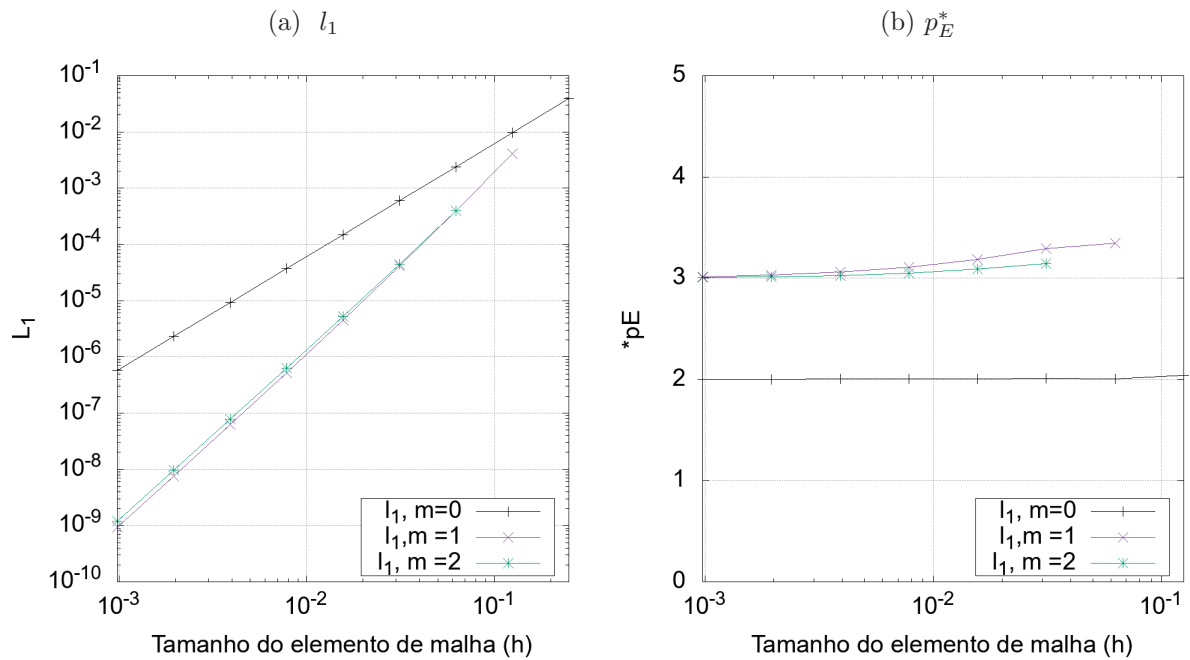 (a) l₁
10⁻¹
10⁻²
10⁻³
10⁻⁴
10⁻⁵
10⁻⁶
10⁻⁷
10⁻⁸
10⁻⁹
10⁻¹⁰
L₁
10⁻³ 10⁻² 10⁻¹
Tamanho do elemento de malha (h)
l₁, m=0
l₁,m =1
l₁, m =2
(b) p*_E
5
4
3
2
1
0
*pE
10⁻³ 10⁻² 10⁻¹
Tamanho do elemento de malha (h)
l₁, m=0
l₁,m =1
l₁, m =2